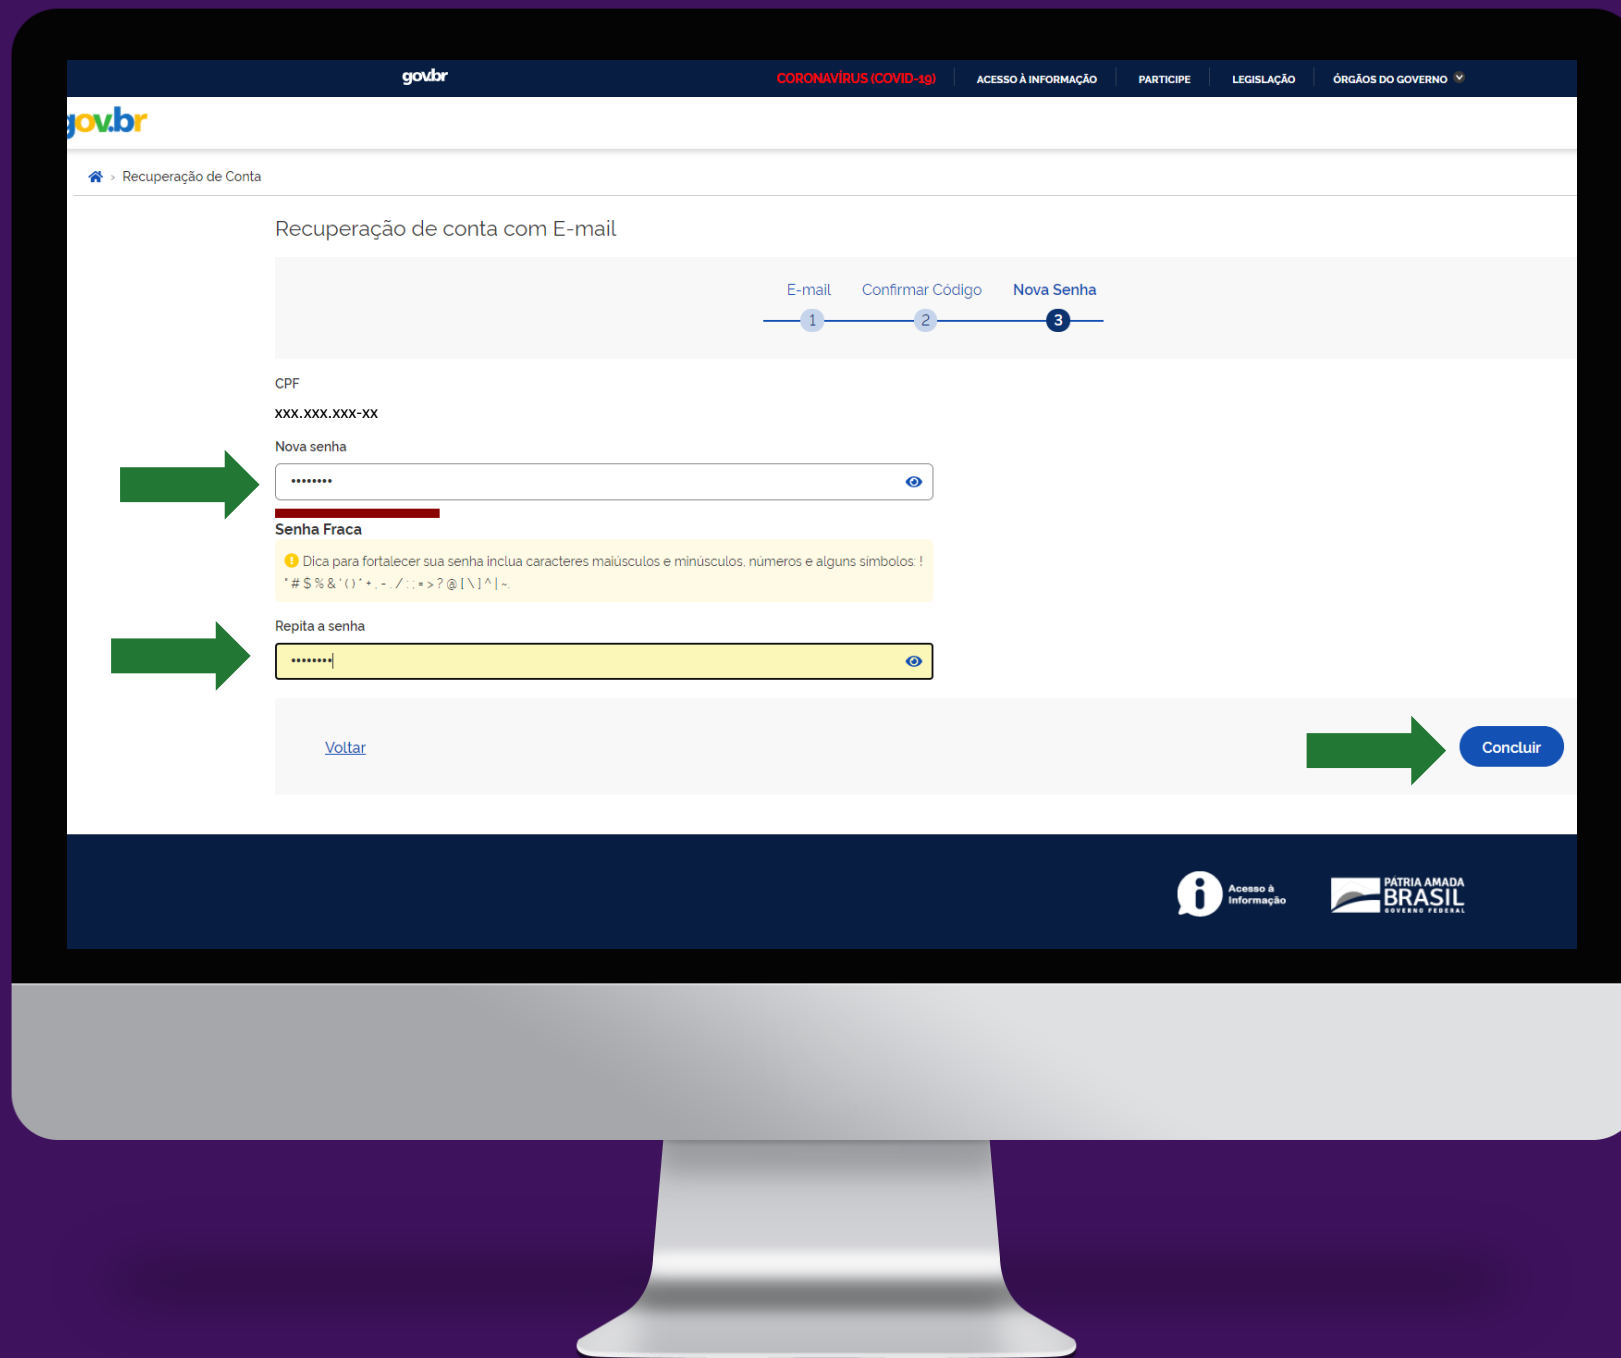 gov.br CORONAVÍRUS (COVID-19) ACESSO À INFORMAÇÃO PARTICIPE LEGISLAÇÃO ÓRGÃOS DO GOVERNO
gov.br
Recuperação de Conta
Recuperação de conta com E-mail
E-mail Confirmar Código Nova Senha
1 2 3
CPF
xxx.xxx.xxx-xx
Nova senha
••••••••
Senha Fraca
Dica para fortalecer sua senha inclua caracteres maiúsculos e minúsculos, números e alguns símbolos: !
" # $ % & ' ( ) * + , - . / : ; = > ? @ [ \ ] ^ | ~.
Repita a senha
••••••••
Voltar Concluir
Acesso à
Informação
PÁTRIA AMADA
BRASIL
GOVERNO FEDERAL